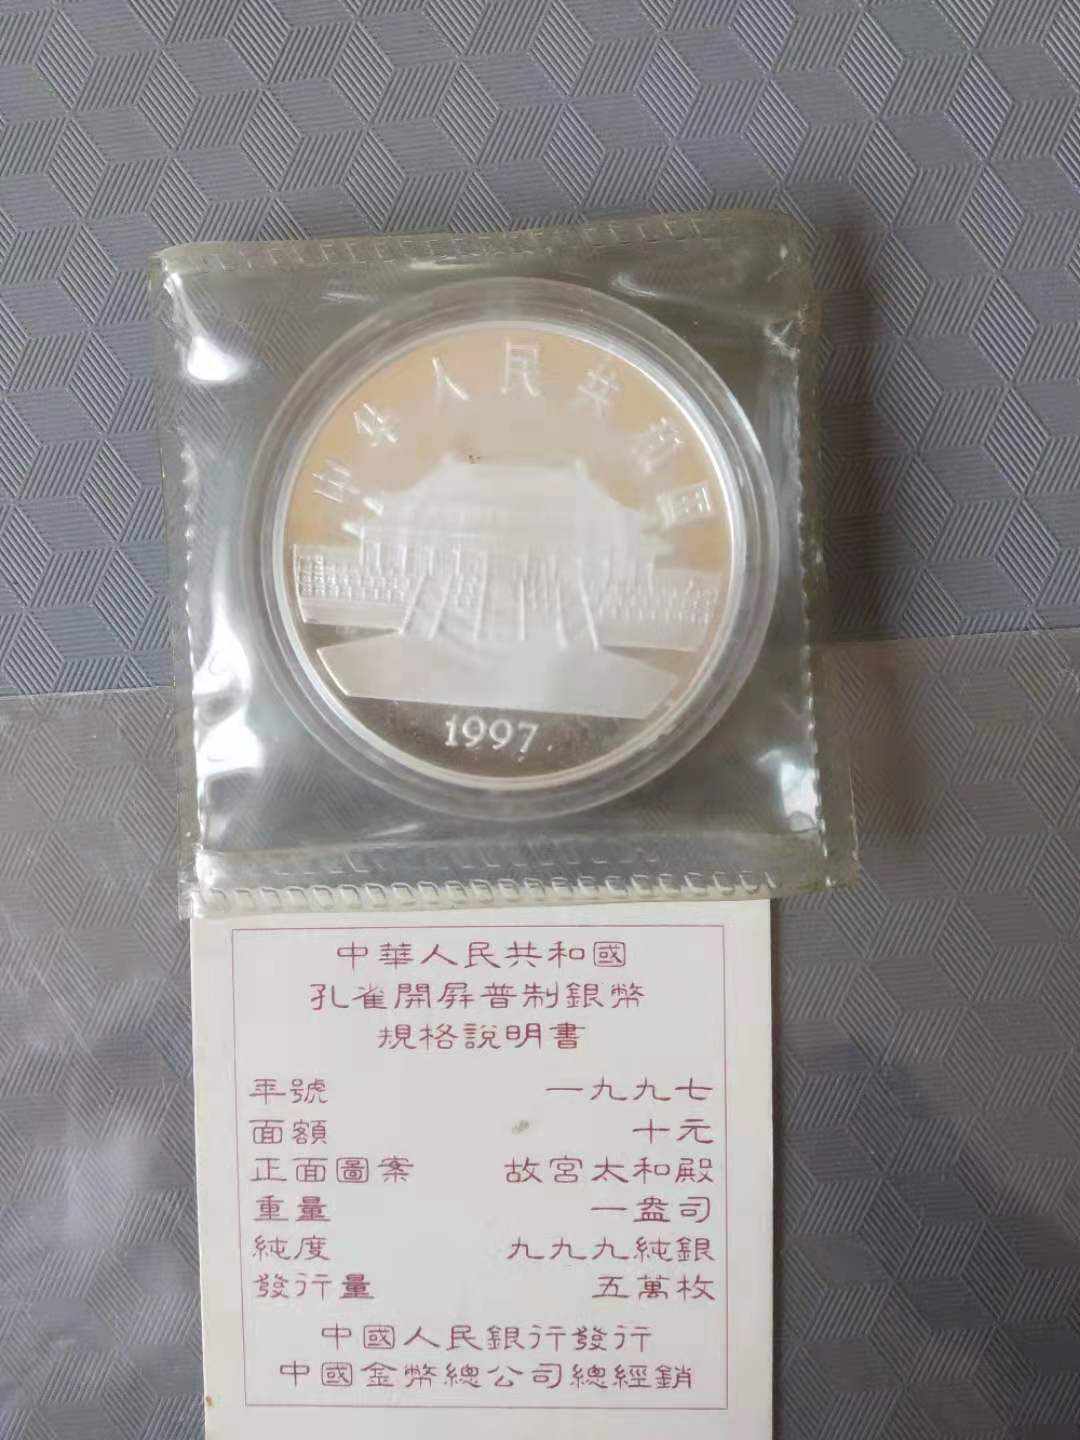 中华人民共和国
1997
中華人民共和國
孔雀開屏普制銀幣
規格說明書
年號 一九九七
面額 十元
正面圖案 故宮太和殿
重量 一盎司
純度 九九九純銀
發行量 五萬枚
中國人民銀行發行
中國金幣總公司總經銷